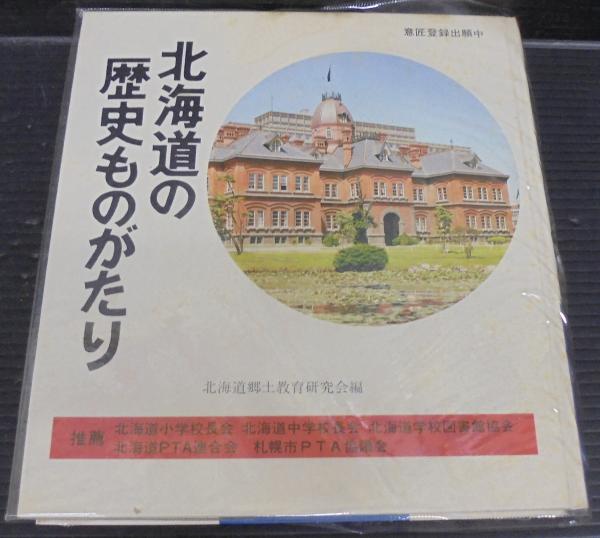 意匠登録出願中
北海道の
歴史ものがたり
北海道郷土教育研究会編
推薦
北海道小学校長会 北海道中学校長会 北海道学校図書館協会
北海道PTA連合会 札幌市PTA協議会